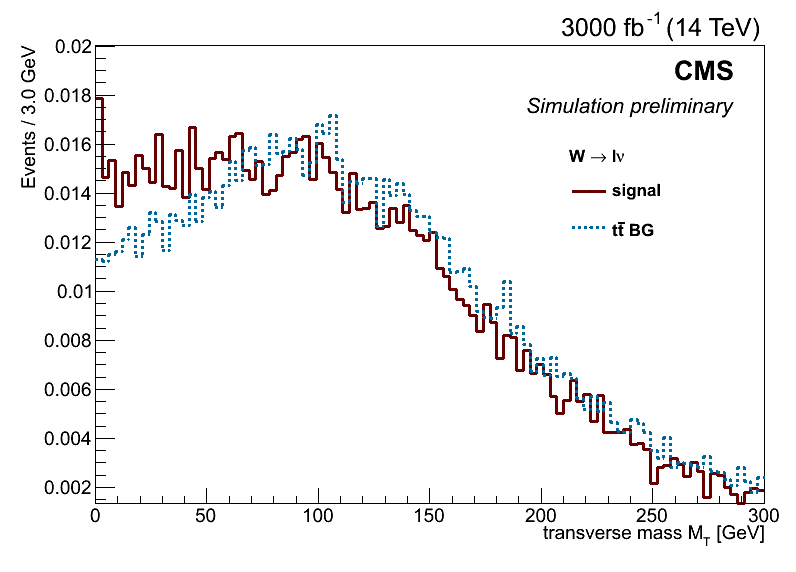 3000 fb⁻¹ (14 TeV)
CMS
Simulation preliminary
W → lν
signal
tt̄ BG
Events / 3.0 GeV
0.02
0.018
0.016
0.014
0.012
0.01
0.008
0.006
0.004
0.002
0 50 100 150 200 250 300
transverse mass M_T [GeV]